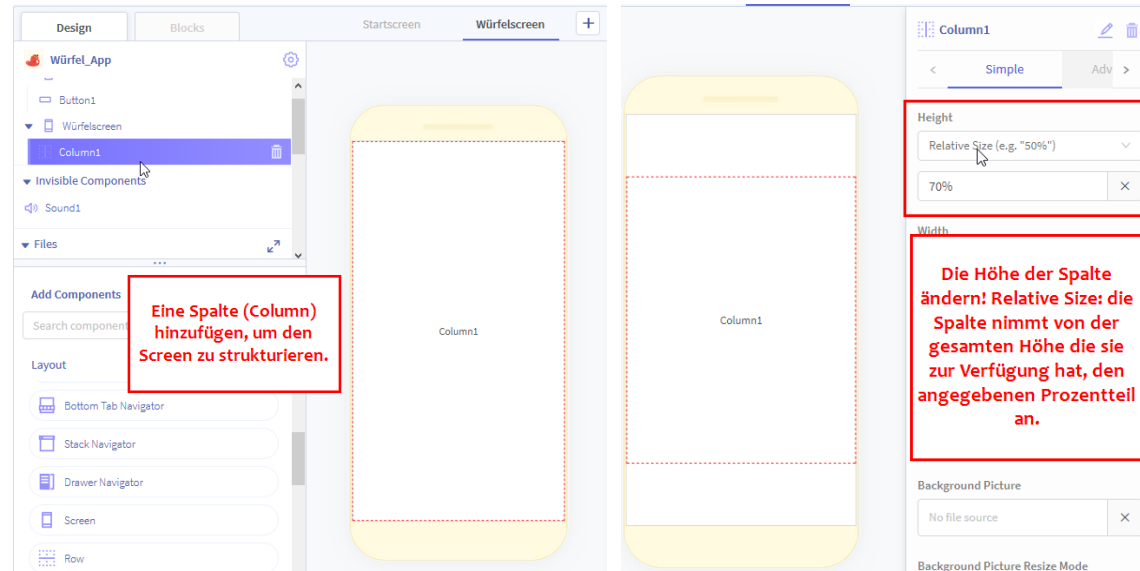 Design
Blocks
Würfel_App
Button1
Würfelscreen
Column1
Invisible Components
Sound1
Files
Add Components
Search component
Layout
Bottom Tab Navigator
Stack Navigator
Drawer Navigator
Screen
Row
Eine Spalte (Column)
hinzufügen, um den
Screen zu strukturieren.
Startscreen
Würfelscreen
+
Column1
Column1
Column1
Simple
Adv
Height
Relative Size (e.g. "50%")
70%
Width
Die Höhe der Spalte
ändern! Relative Size: die
Spalte nimmt von der
gesamten Höhe die sie
zur Verfügung hat, den
angegebenen Prozentteil
an.
Background Picture
No file source
Background Picture Resize Mode